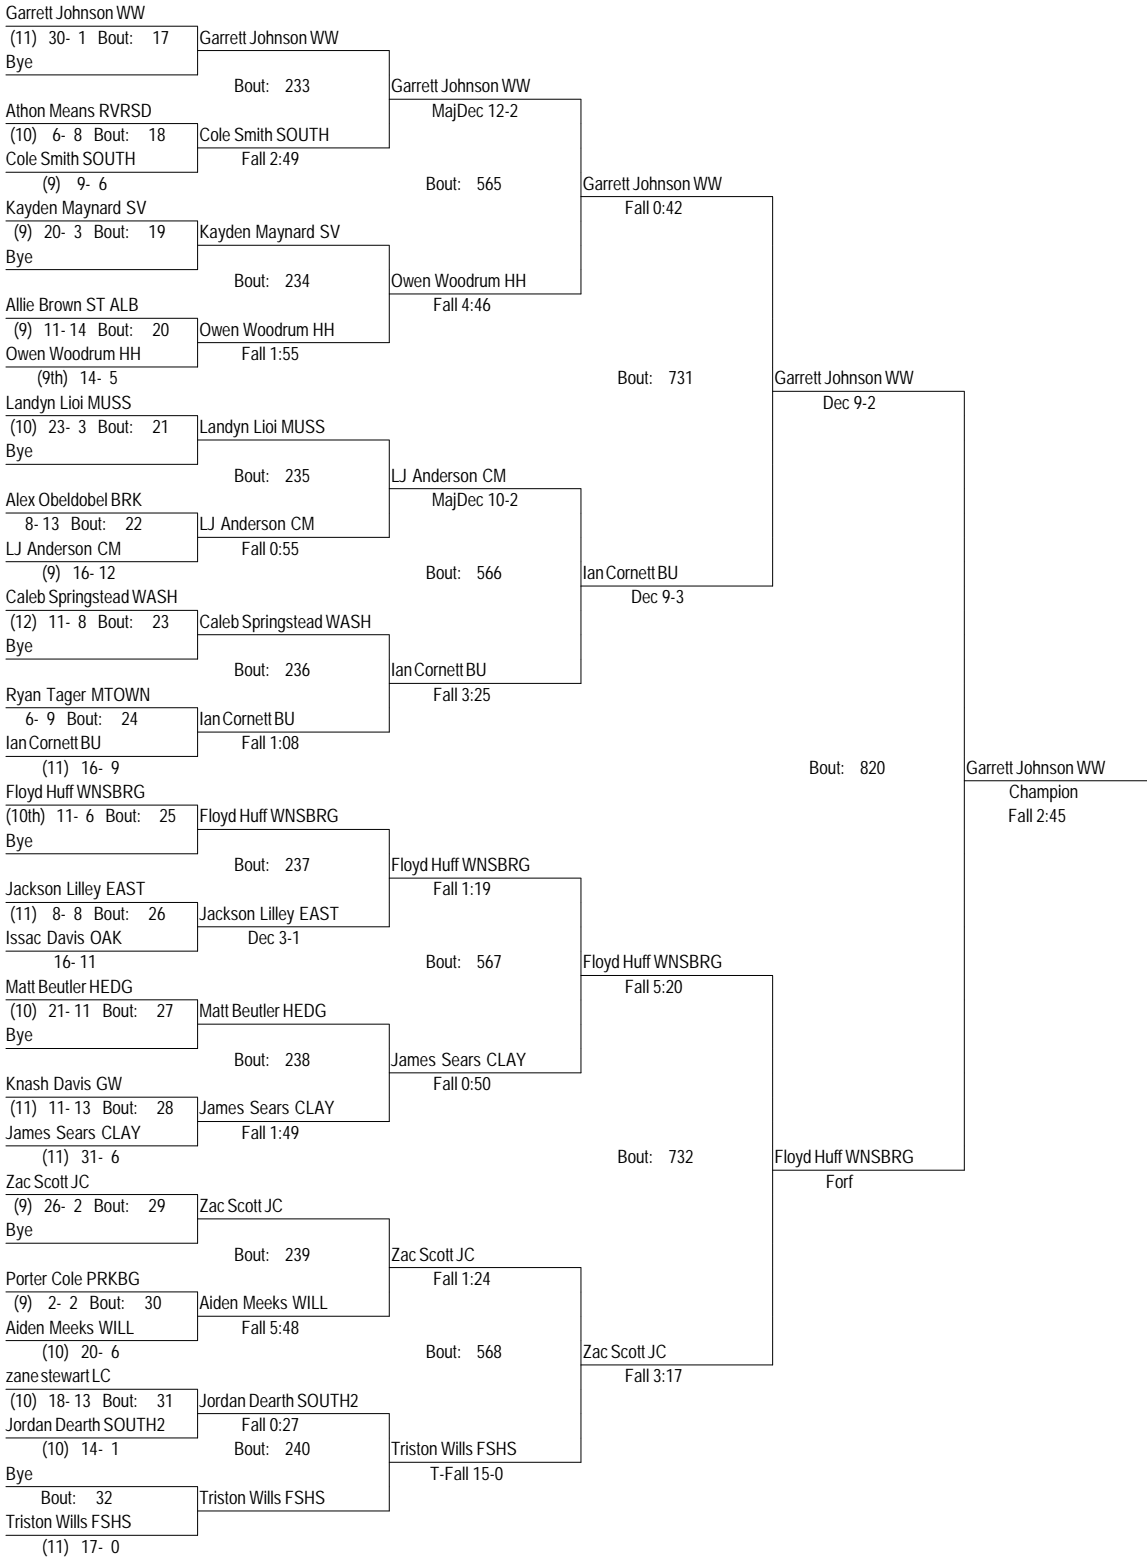 Garrett Johnson WW
(11) 30- 1 Bout: 17 Garrett Johnson WW
Bye
Bout: 233 Garrett Johnson WW
Athon Means RVRSD MajDec 12-2
(10) 6- 8 Bout: 18 Cole Smith SOUTH
Cole Smith SOUTH Fall 2:49
(9) 9- 6 Bout: 565 Garrett Johnson WW
Kayden Maynard SV Fall 0:42
(9) 20- 3 Bout: 19 Kayden Maynard SV
Bye
Bout: 234 Owen Woodrum HH
Allie Brown ST ALB Fall 4:46
(9) 11- 14 Bout: 20 Owen Woodrum HH
Owen Woodrum HH Fall 1:55
(9th) 14- 5 Bout: 731 Garrett Johnson WW
Landyn Lioi MUSS Dec 9-2
(10) 23- 3 Bout: 21 Landyn Lioi MUSS
Bye
Bout: 235 LJ Anderson CM
Alex Obeldobel BRK MajDec 10-2
8- 13 Bout: 22 LJ Anderson CM
LJ Anderson CM Fall 0:55
(9) 16- 12 Bout: 566 Ian Cornett BU
Caleb Springstead WASH Dec 9-3
(12) 11- 8 Bout: 23 Caleb Springstead WASH
Bye
Bout: 236 Ian Cornett BU
Ryan Tager MTOWN Fall 3:25
6- 9 Bout: 24 Ian Cornett BU
Ian Cornett BU Fall 1:08
(11) 16- 9 Bout: 820 Garrett Johnson WW
Floyd Huff WNSBRG Champion
(10th) 11- 6 Bout: 25 Floyd Huff WNSBRG Fall 2:45
Bye
Bout: 237 Floyd Huff WNSBRG
Jackson Lilley EAST Fall 1:19
(11) 8- 8 Bout: 26 Jackson Lilley EAST
Issac Davis OAK Dec 3-1
16- 11 Bout: 567 Floyd Huff WNSBRG
Matt Beutler HEDG Fall 5:20
(10) 21- 11 Bout: 27 Matt Beutler HEDG
Bye
Bout: 238 James Sears CLAY
Knash Davis GW Fall 0:50
(11) 11- 13 Bout: 28 James Sears CLAY
James Sears CLAY Fall 1:49
(11) 31- 6 Bout: 732 Floyd Huff WNSBRG
Zac Scott JC Forf
(9) 26- 2 Bout: 29 Zac Scott JC
Bye
Bout: 239 Zac Scott JC
Porter Cole PRKBG Fall 1:24
(9) 2- 2 Bout: 30 Aiden Meeks WILL
Aiden Meeks WILL Fall 5:48
(10) 20- 6 Bout: 568 Zac Scott JC
zane stewart LC Fall 3:17
(10) 18- 13 Bout: 31 Jordan Dearth SOUTH2
Jordan Dearth SOUTH2 Fall 0:27
(10) 14- 1 Bout: 240 Triston Wills FSHS
Bye T-Fall 15-0
Bout: 32 Triston Wills FSHS
Triston Wills FSHS
(11) 17- 0